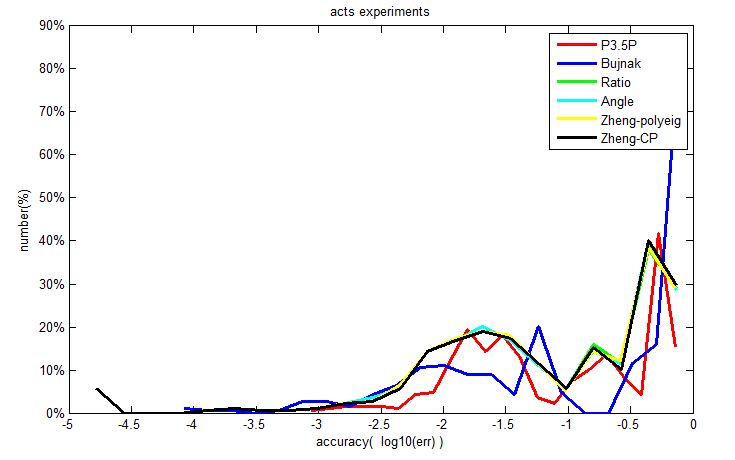 acts experiments
90%
80%
70%
60%
50%
40%
30%
20%
10%
0%
number(%)
P3.5P
Bujnak
Ratio
Angle
Zheng-polyeig
Zheng-CP
-5 -4.5 -4 -3.5 -3 -2.5 -2 -1.5 -1 -0.5 0
accuracy( log10(err) )